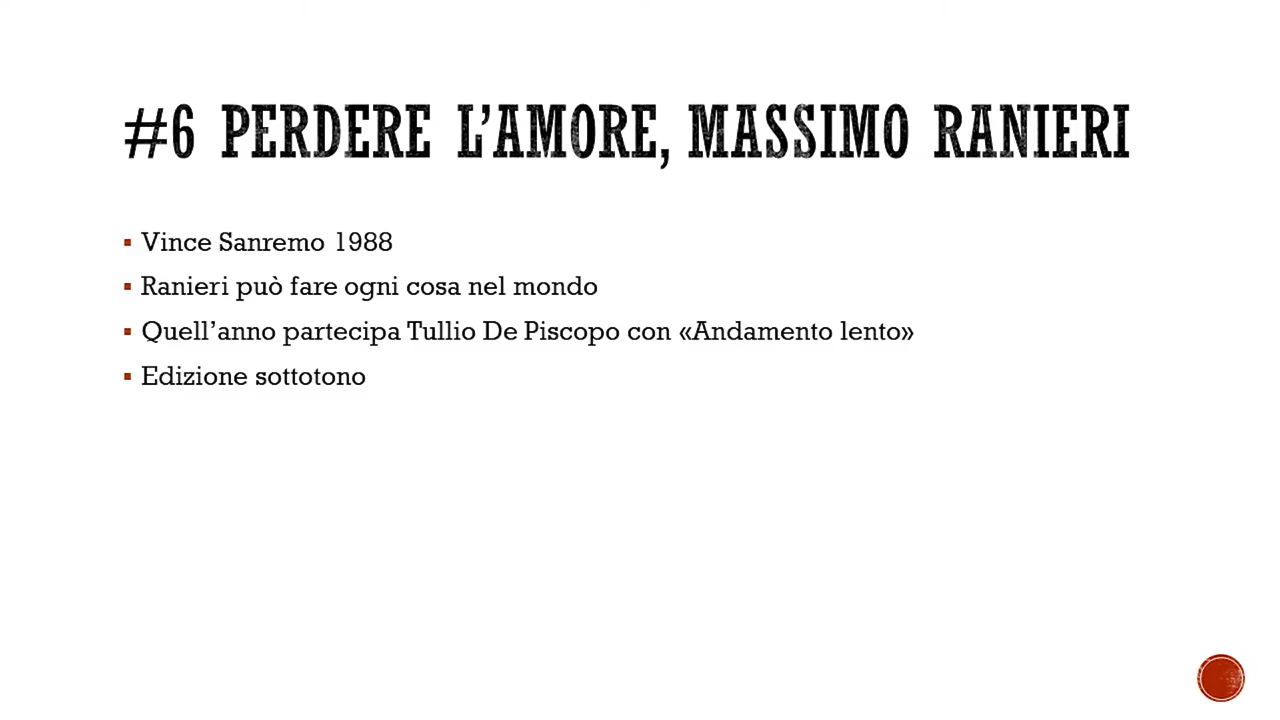 #6 PERDERE L’AMORE, MASSIMO RANIERI
▪ Vince Sanremo 1988
▪ Ranieri può fare ogni cosa nel mondo
▪ Quell’anno partecipa Tullio De Piscopo con «Andamento lento»
▪ Edizione sottotono